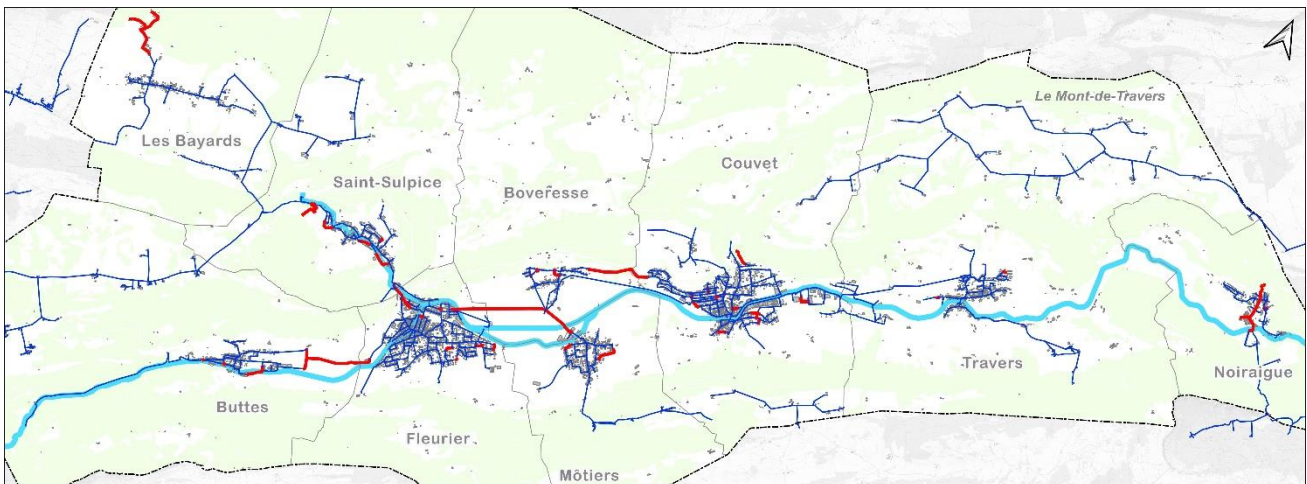 Le Mont-de-Travers
Les Bayards
Couvet
Saint-Sulpice
Boveresse
Travers
Noiraigue
Buttes
Fleurier
Môtiers